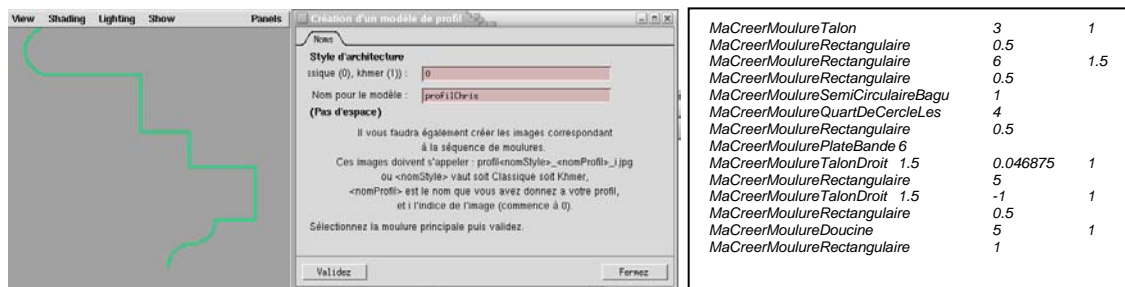 View Shading Lighting Show Panels
Création d'un modèle de profil
Noms
Style d'architecture
ssique (0), khmer (1)) : 0
Nom pour le modèle : profilChris
(Pas d'espace)
Il vous faudra également créer les images correspondant
à la séquence de moulures.
Ces images doivent s'appeler : profil<nomStyle>_<nomProfil>_i.jpg
ou <nomStyle> vaut soit Classique soit Khmer,
<nomProfil> est le nom que vous avez donnez a votre profil,
et i l'indice de l'image (commence à 0).
Sélectionnez la moulure principale puis validez.
Validez Fermez
MaCreerMoulureTalon 3 1
MaCreerMoulureRectangulaire 0.5
MaCreerMoulureRectangulaire 6 1.5
MaCreerMoulureRectangulaire 0.5
MaCreerMoulureSemiCirculaireBagu 1
MaCreerMoulureQuartDeCercleLes 4
MaCreerMoulureRectangulaire 0.5
MaCreerMoulurePlateBande 6
MaCreerMoulureTalonDroit 1.5 0.046875 1
MaCreerMoulureRectangulaire 5
MaCreerMoulureTalonDroit 1.5 -1 1
MaCreerMoulureRectangulaire 0.5
MaCreerMoulureDoucine 5 1
MaCreerMoulureRectangulaire 1